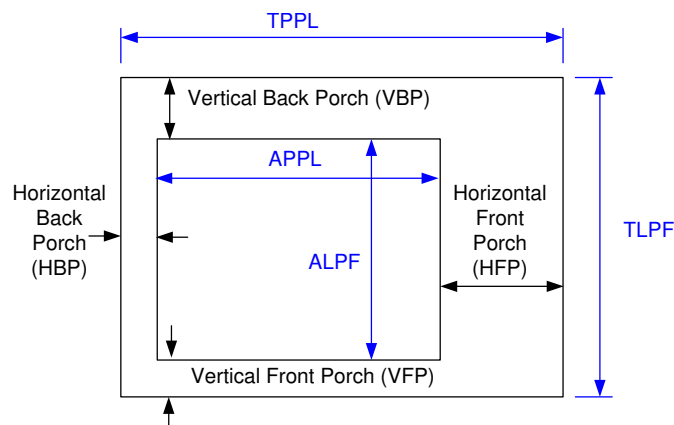 TPPL
Vertical Back Porch (VBP)
APPL
Horizontal
Back
Porch
(HBP)
Horizontal
Front
Porch
(HFP)
TLPF
ALPF
Vertical Front Porch (VFP)